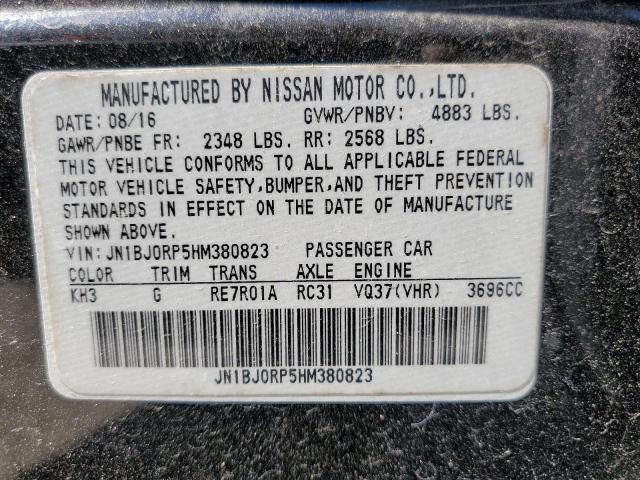 MANUFACTURED BY NISSAN MOTOR CO.,LTD.
DATE: 08/16 GVWR/PNBV: 4883 LBS.
GAWR/PNBE FR: 2348 LBS. RR: 2568 LBS.
THIS VEHICLE CONFORMS TO ALL APPLICABLE FEDERAL
MOTOR VEHICLE SAFETY,BUMPER,AND THEFT PREVENTION
STANDARDS IN EFFECT ON THE DATE OF MANUFACTURE
SHOWN ABOVE.
VIN: JN1BJ0RP5HM380823 PASSENGER CAR
COLOR TRIM TRANS AXLE ENGINE
KH3 G RE7R01A RC31 VQ37(VHR) 3696CC
JN1BJ0RP5HM380823